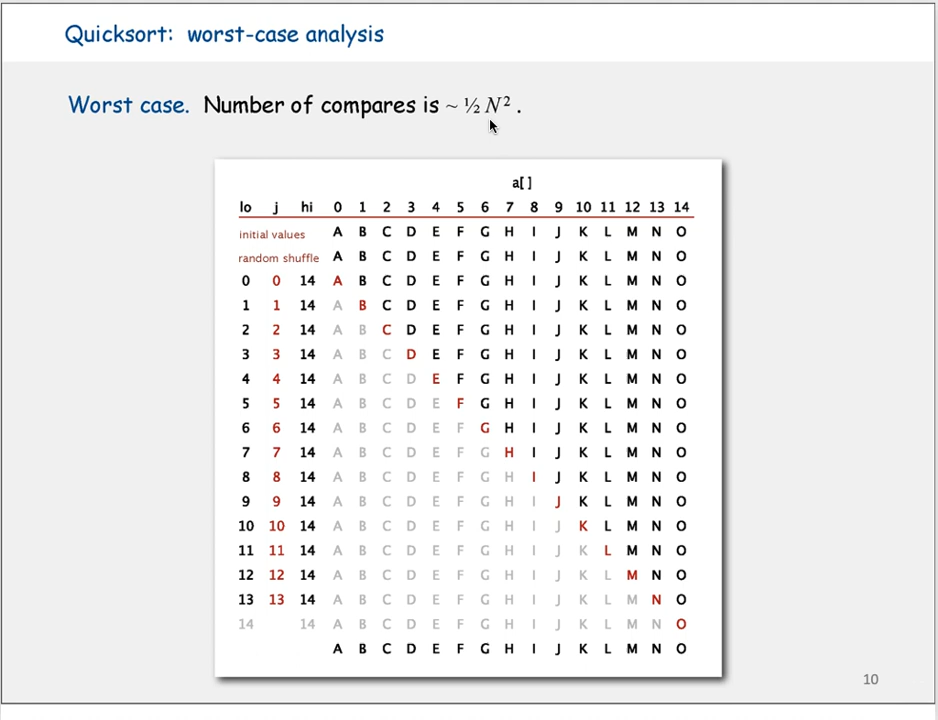 Quicksort: worst-case analysis
Worst case. Number of compares is ~ ½ N² .
a[ ]
lo j hi 0 1 2 3 4 5 6 7 8 9 10 11 12 13 14
initial values A B C D E F G H I J K L M N O
random shuffle A B C D E F G H I J K L M N O
0 0 14 A B C D E F G H I J K L M N O
1 1 14 A B C D E F G H I J K L M N O
2 2 14 A B C D E F G H I J K L M N O
3 3 14 A B C D E F G H I J K L M N O
4 4 14 A B C D E F G H I J K L M N O
5 5 14 A B C D E F G H I J K L M N O
6 6 14 A B C D E F G H I J K L M N O
7 7 14 A B C D E F G H I J K L M N O
8 8 14 A B C D E F G H I J K L M N O
9 9 14 A B C D E F G H I J K L M N O
10 10 14 A B C D E F G H I J K L M N O
11 11 14 A B C D E F G H I J K L M N O
12 12 14 A B C D E F G H I J K L M N O
13 13 14 A B C D E F G H I J K L M N O
14 14 A B C D E F G H I J K L M N O
A B C D E F G H I J K L M N O
10